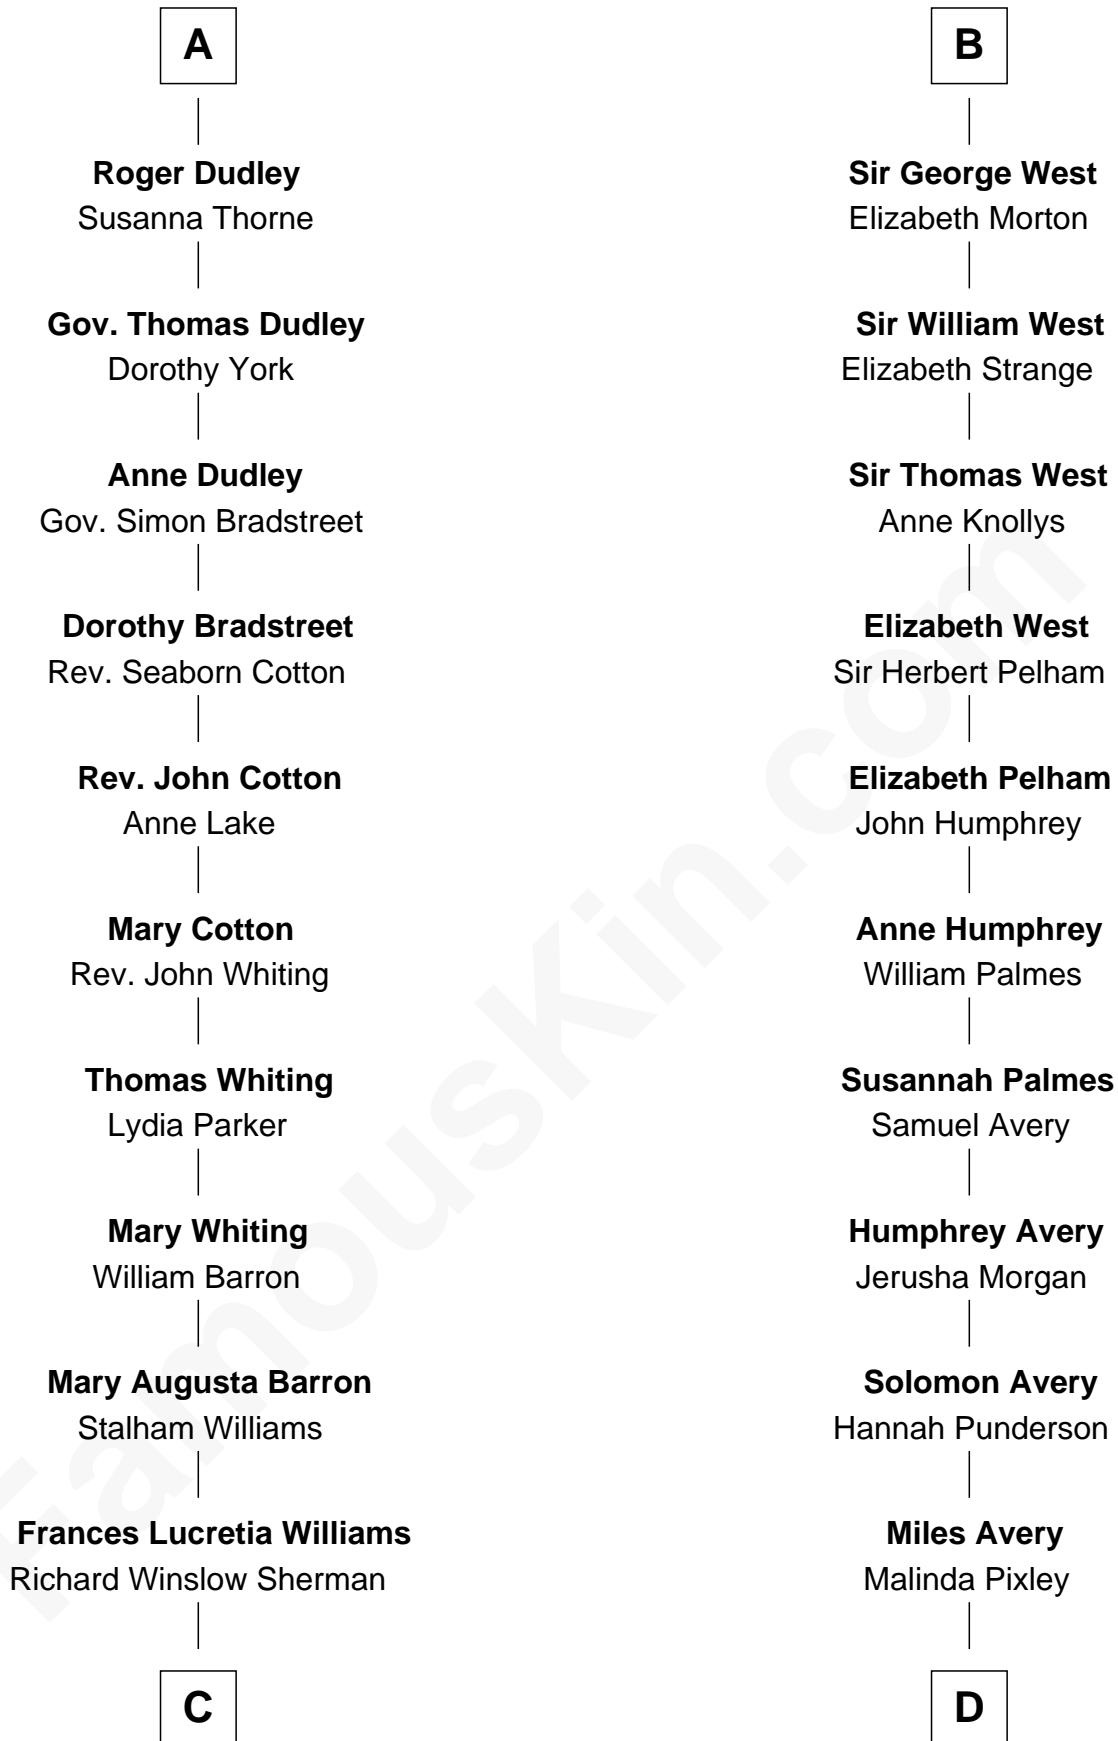 A
Roger Dudley
Susanna Thorne
Gov. Thomas Dudley
Dorothy York
Anne Dudley
Gov. Simon Bradstreet
Dorothy Bradstreet
Rev. Seaborn Cotton
Rev. John Cotton
Anne Lake
Mary Cotton
Rev. John Whiting
Thomas Whiting
Lydia Parker
Mary Whiting
William Barron
Mary Augusta Barron
Stalham Williams
Frances Lucretia Williams
Richard Winslow Sherman
C
B
Sir George West
Elizabeth Morton
Sir William West
Elizabeth Strange
Sir Thomas West
Anne Knollys
Elizabeth West
Sir Herbert Pelham
Elizabeth Pelham
John Humphrey
Anne Humphrey
William Palmes
Susannah Palmes
Samuel Avery
Humphrey Avery
Jerusha Morgan
Solomon Avery
Hannah Punderson
Miles Avery
Malinda Pixley
D
FamousKin.com